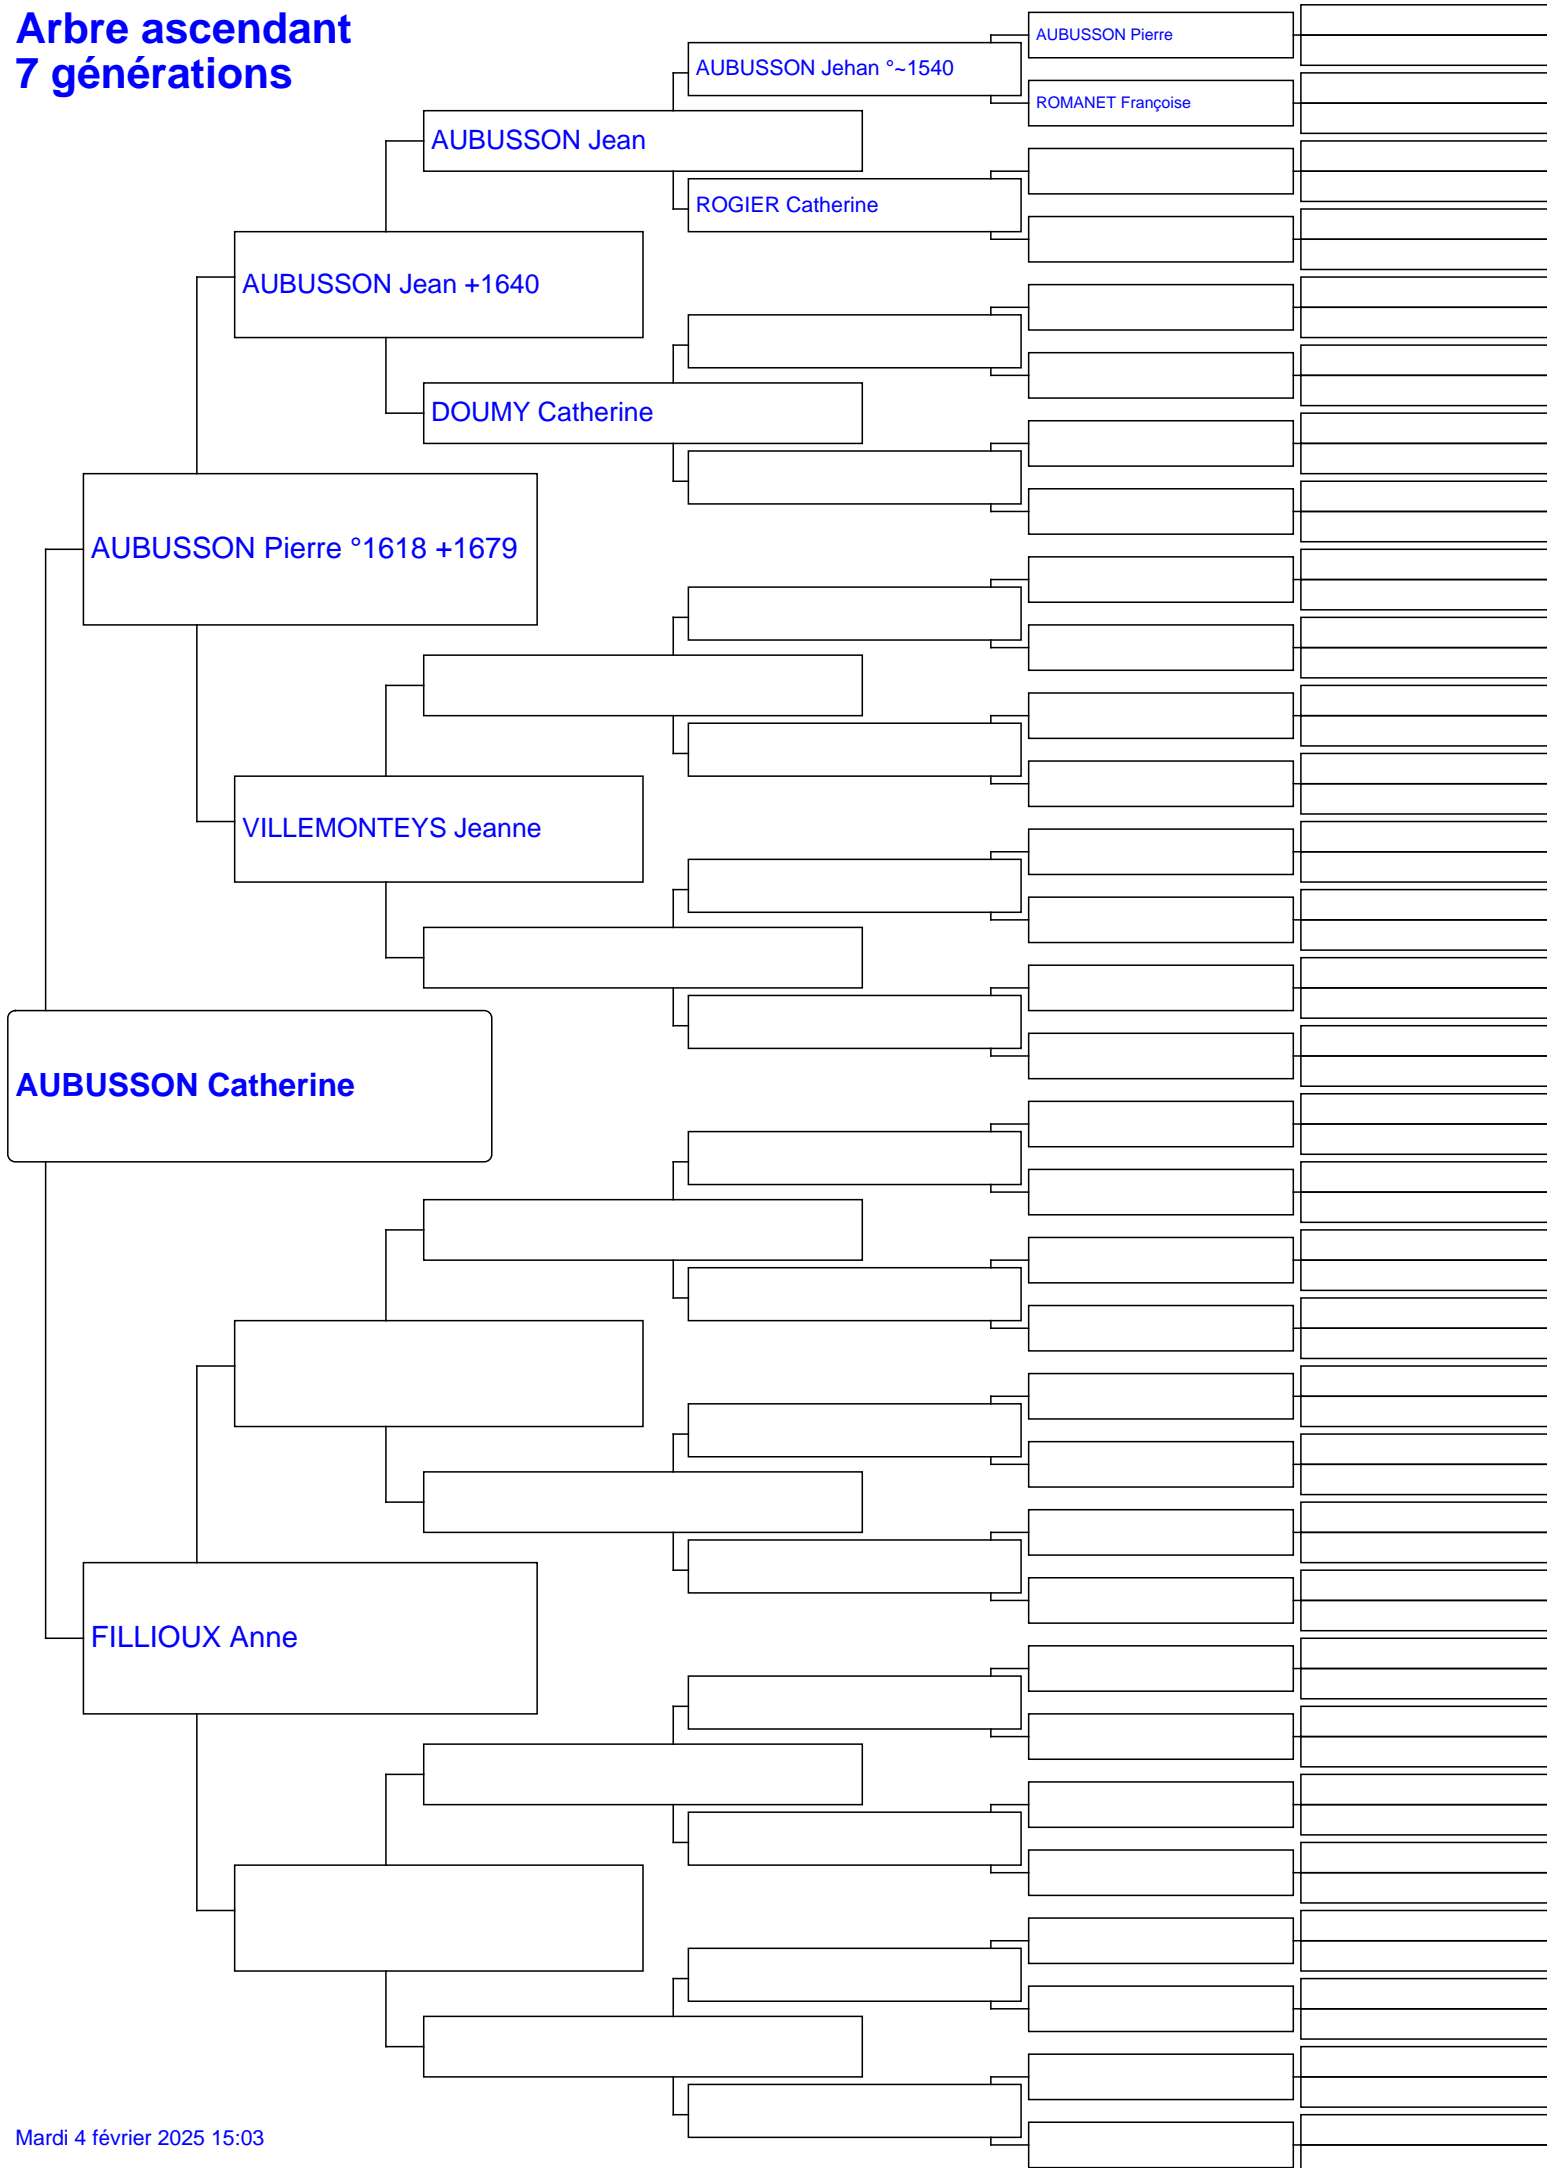 Arbre ascendant
7 générations
AUBUSSON Pierre
AUBUSSON Jehan °~1540
ROMANET Françoise
AUBUSSON Jean
ROGIER Catherine
AUBUSSON Jean +1640
DOUMY Catherine
AUBUSSON Pierre °1618 +1679
VILLEMONTEYS Jeanne
AUBUSSON Catherine
FILLIOUX Anne
Mardi 4 février 2025 15:03